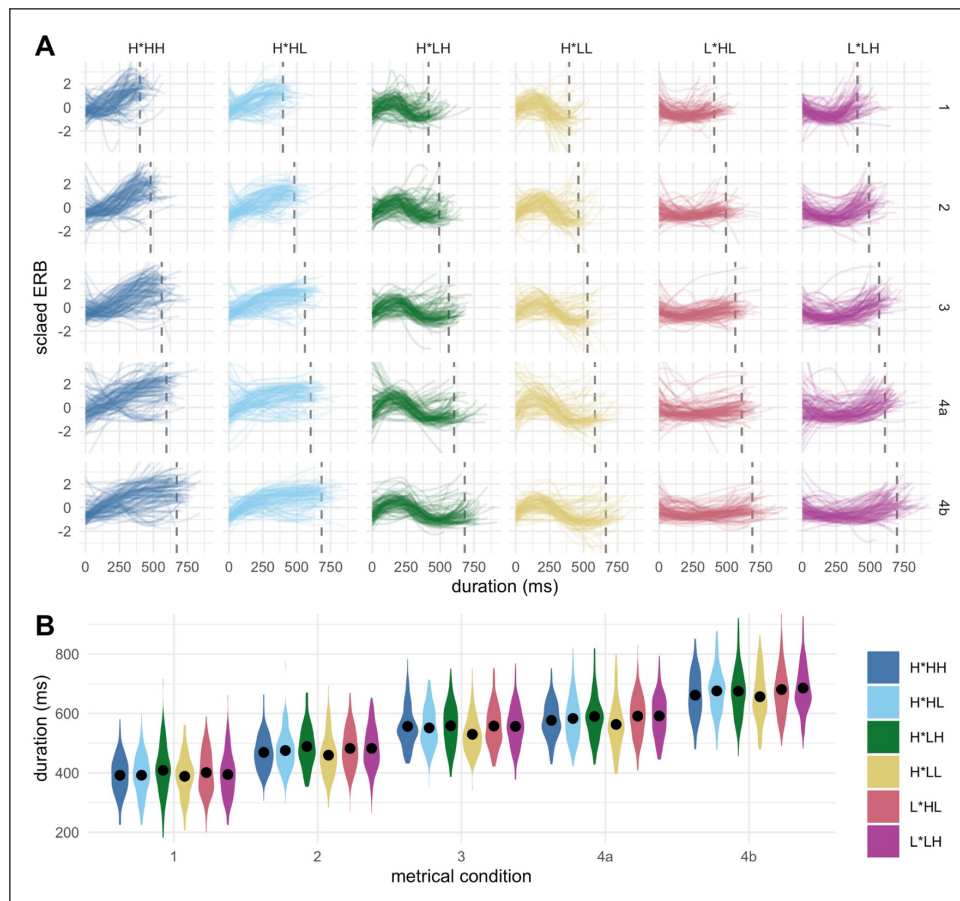 A
H*HH H*HL H*LH H*LL L*HL L*LH
2
0
-2
1
2
0
-2
2
2
0
-2
3
2
0
-2
4a
2
0
-2
4b
sclaed ERB
0 250 500 750 0 250 500 750 0 250 500 750 0 250 500 750 0 250 500 750 0 250 500 750
duration (ms)
B
800
600
400
200
duration (ms)
1 2 3 4a 4b
metrical condition
H*HH
H*HL
H*LH
H*LL
L*HL
L*LH